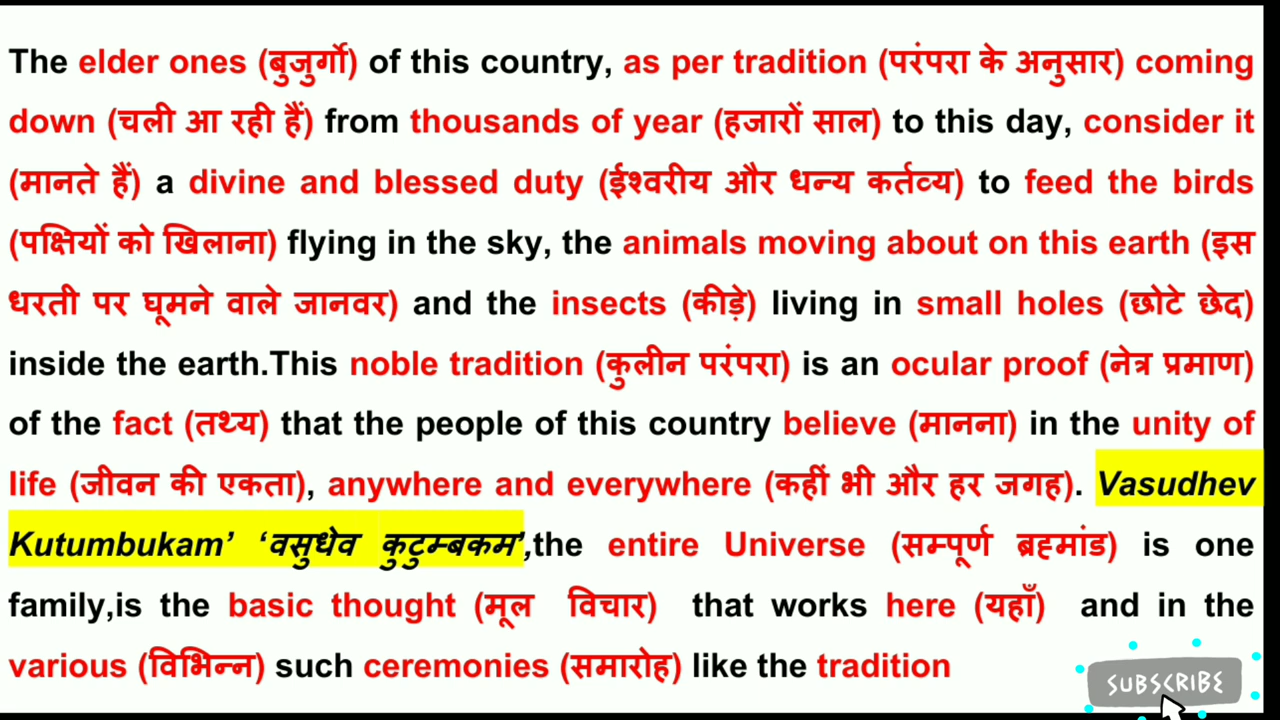 The elder ones (बुजुर्गो) of this country, as per tradition (परंपरा के अनुसार) coming
down (चली आ रही हैं) from thousands of year (हजारों साल) to this day, consider it
(मानते हैं) a divine and blessed duty (ईश्वरीय और धन्य कर्तव्य) to feed the birds
(पक्षियों को खिलाना) flying in the sky, the animals moving about on this earth (इस
धरती पर घूमने वाले जानवर) and the insects (कीड़े) living in small holes (छोटे छेद)
inside the earth.This noble tradition (कुलीन परंपरा) is an ocular proof (नेत्र प्रमाण)
of the fact (तथ्य) that the people of this country believe (मानना) in the unity of
life (जीवन की एकता), anywhere and everywhere (कहीं भी और हर जगह). Vasudhev
Kutumbukam’ ‘वसुधेव कुटुम्बकम’,the entire Universe (सम्पूर्ण ब्रह्मांड) is one
family,is the basic thought (मूल विचार) that works here (यहाँ) and in the
various (विभिन्न) such ceremonies (समारोह) like the tradition
SUBSCRIBE